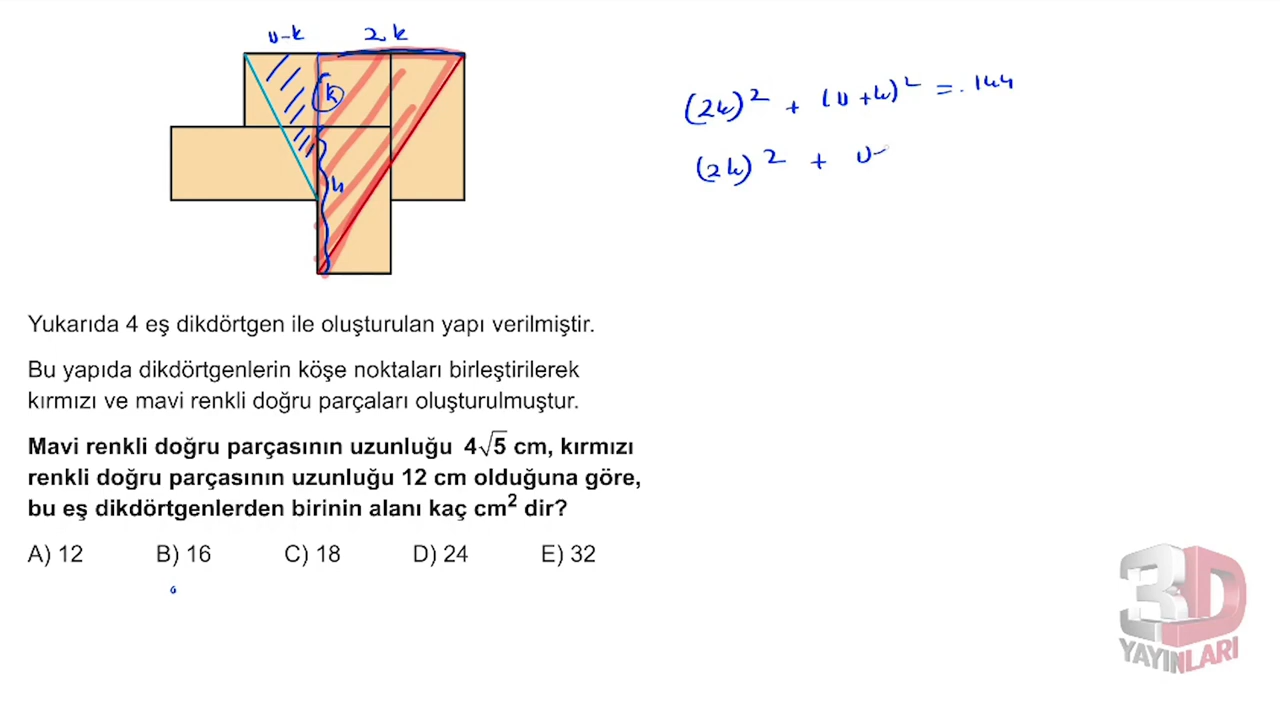 u-k 2k
k
u
(2k)² + (u+k)² = 144
(2k)² + u-
Yukarıda 4 eş dikdörtgen ile oluşturulan yapı verilmiştir.
Bu yapıda dikdörtgenlerin köşe noktaları birleştirilerek
kırmızı ve mavi renkli doğru parçaları oluşturulmuştur.
Mavi renkli doğru parçasının uzunluğu 4√5 cm, kırmızı
renkli doğru parçasının uzunluğu 12 cm olduğuna göre,
bu eş dikdörtgenlerden birinin alanı kaç cm² dir?
A) 12 B) 16 C) 18 D) 24 E) 32
3D
YAYINLARI